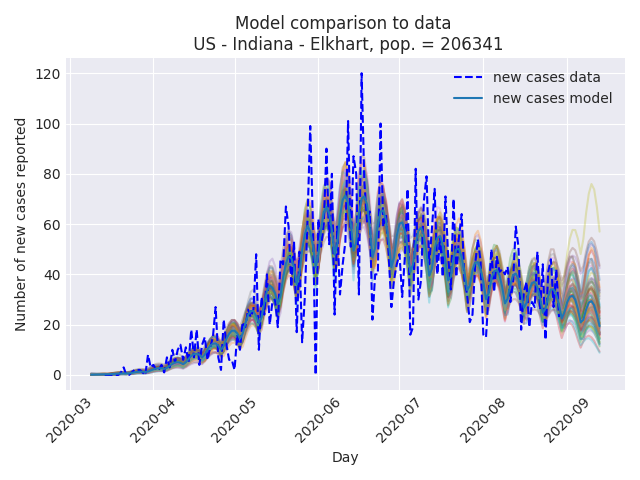 Model comparison to data
US - Indiana - Elkhart, pop. = 206341
new cases data
new cases model
Number of new cases reported
120
100
80
60
40
20
0
2020-03
2020-04
2020-05
2020-06
2020-07
2020-08
2020-09
Day